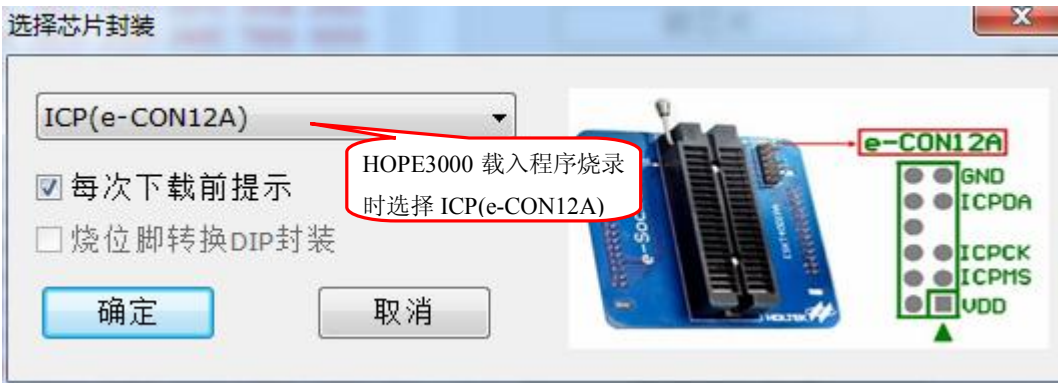 选择芯片封装
ICP(e-CON12A)
HOPE3000 载入程序烧录
时选择 ICP(e-CON12A)
每次下载前提示
烧位脚转换DIP封装
确定
取消
e-CON12A
GND
ICPDA
ICPCK
ICPMS
VDD
e-Soc
HOLTEK